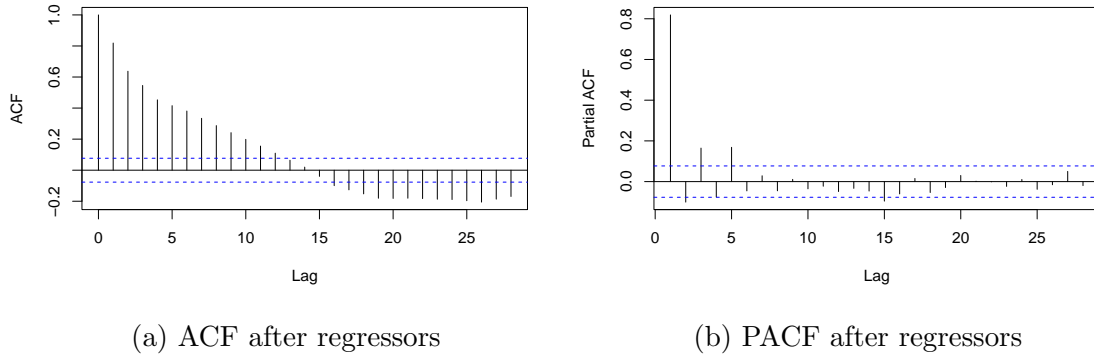 ACF
1.0
0.6
0.2
−0.2
0 5 10 15 20 25
Lag
(a) ACF after regressors
Partial ACF
0.8
0.6
0.4
0.2
0.0
0 5 10 15 20 25
Lag
(b) PACF after regressors